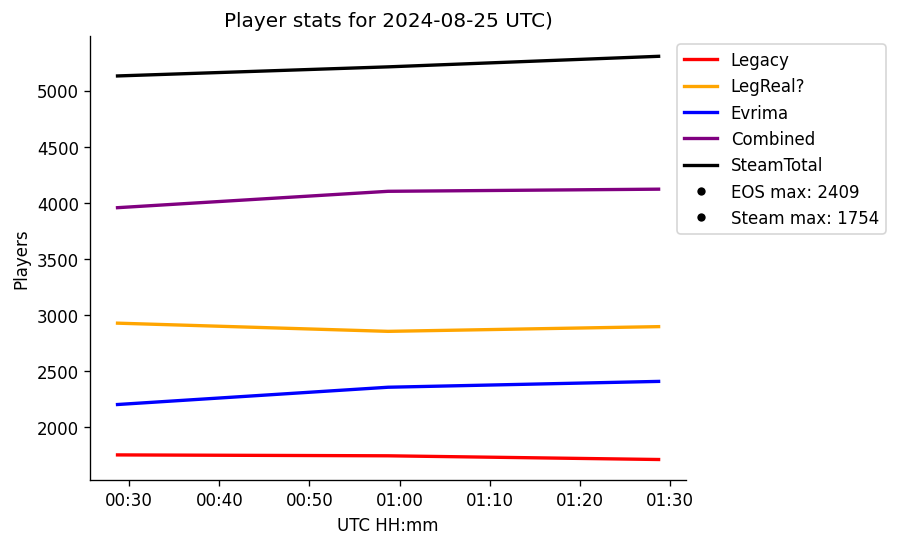 Player stats for 2024-08-25 UTC)
Legacy
LegReal?
Evrima
Combined
SteamTotal
EOS max: 2409
Steam max: 1754
Players
5000
4500
4000
3500
3000
2500
2000
00:30 00:40 00:50 01:00 01:10 01:20 01:30
UTC HH:mm